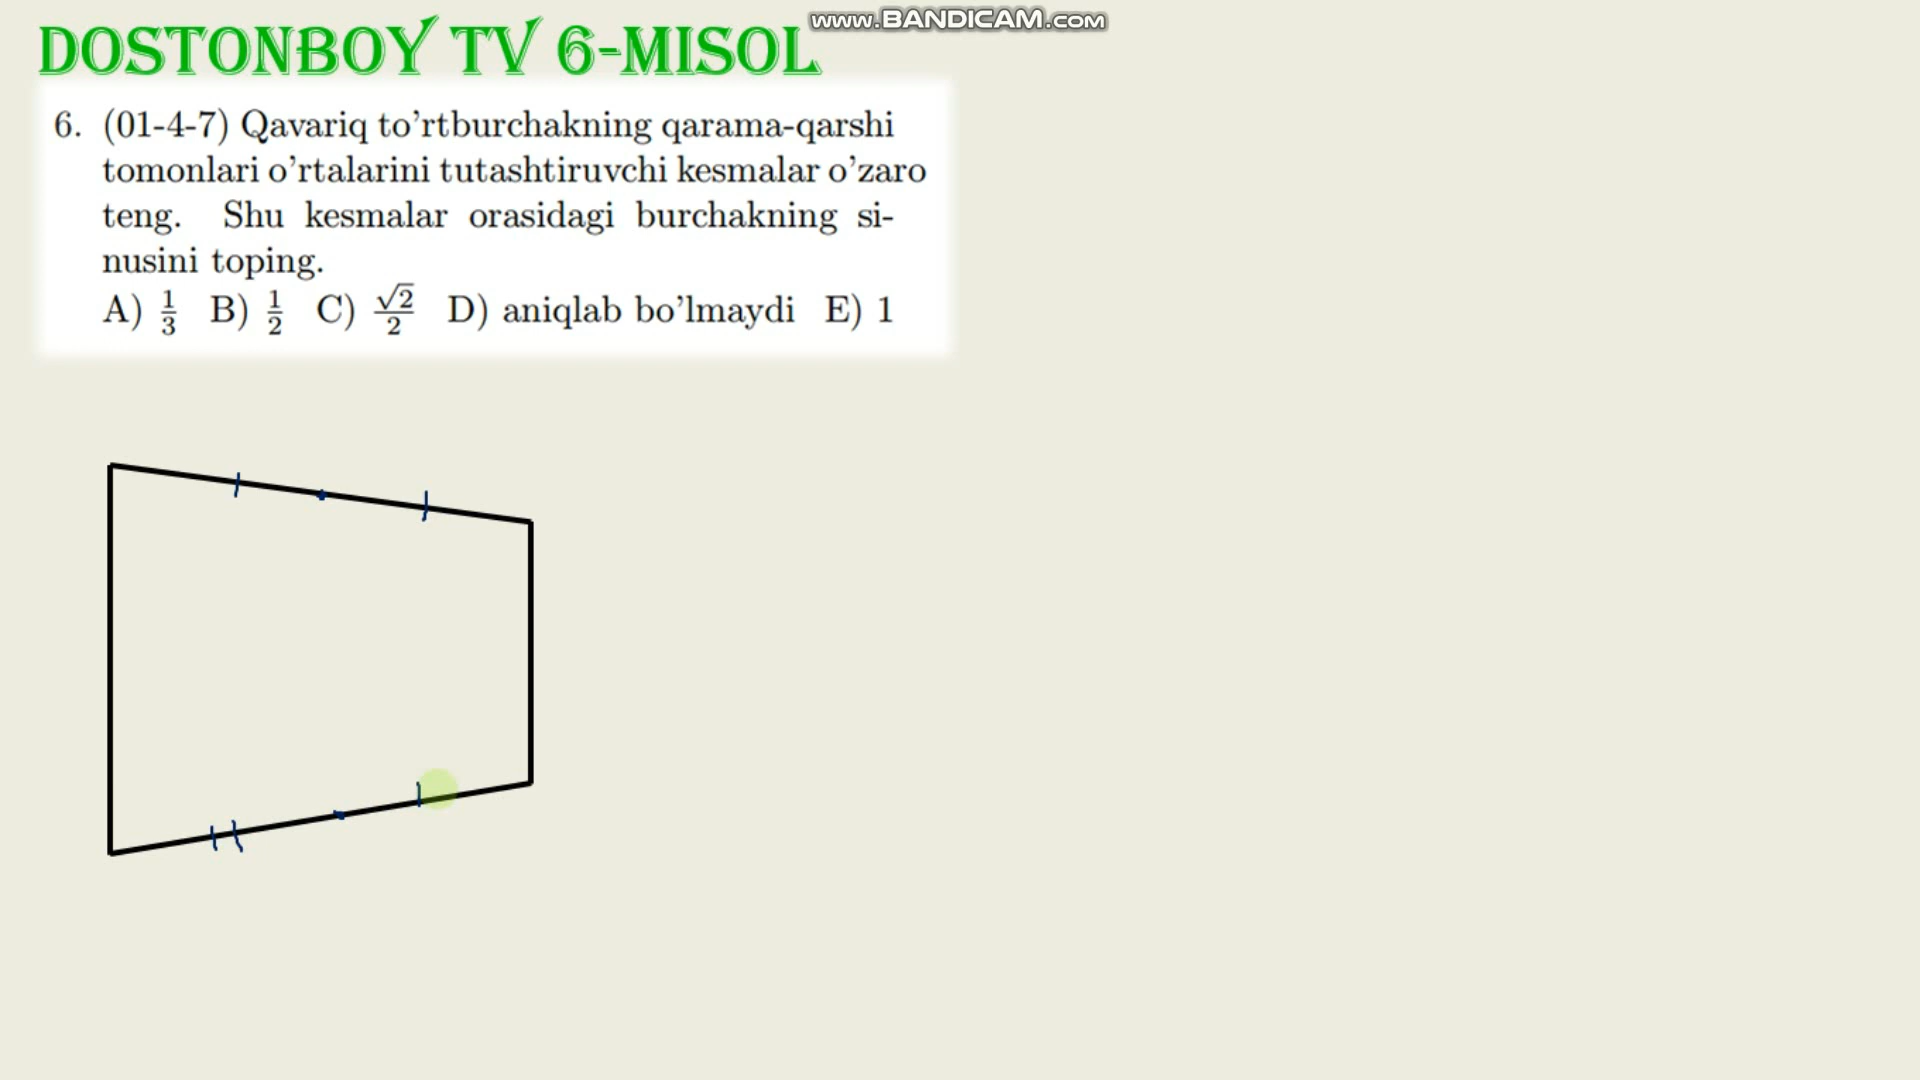 www.BANDICAM.com
DOSTONBOY TV 6-MISOL
6. (01-4-7) Qavariq to’rtburchakning qarama-qarshi
tomonlari o’rtalarini tutashtiruvchi kesmalar o’zaro
teng. Shu kesmalar orasidagi burchakning si-
nusini toping.
A) 1/3 B) 1/2 C) √2/2 D) aniqlab bo’lmaydi E) 1